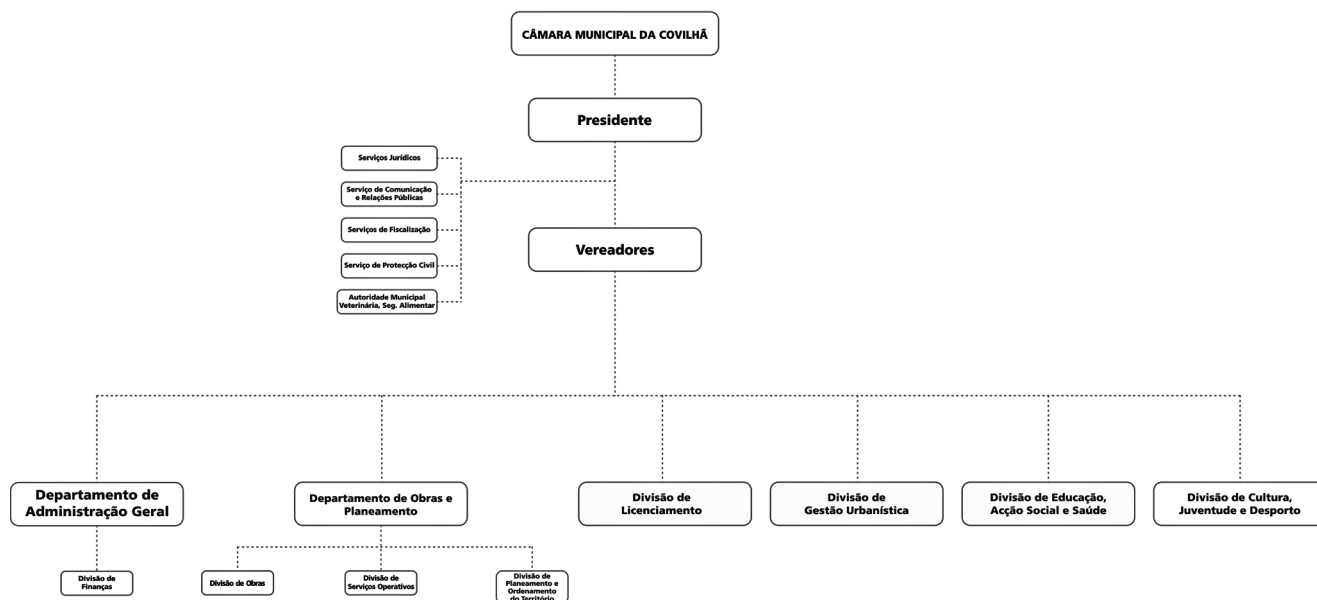 CÂMARA MUNICIPAL DA COVILHÃ
Presidente
Serviços Jurídicos
Serviço de Comunicação
e Relações Públicas
Serviços de Fiscalização
Vereadores
Serviço de Protecção Civil
Autoridade Municipal
Veterinária, Seg. Alimentar
Departamento de
Administração Geral
Departamento de Obras e
Planeamento
Divisão de
Licenciamento
Divisão de
Gestão Urbanística
Divisão de Educação,
Acção Social e Saúde
Divisão de Cultura,
Juventude e Desporto
Divisão de
Finanças
Divisão de Obras
Divisão de
Serviços Operativos
Divisão de
Planeamento e
Ordenamento
do Território